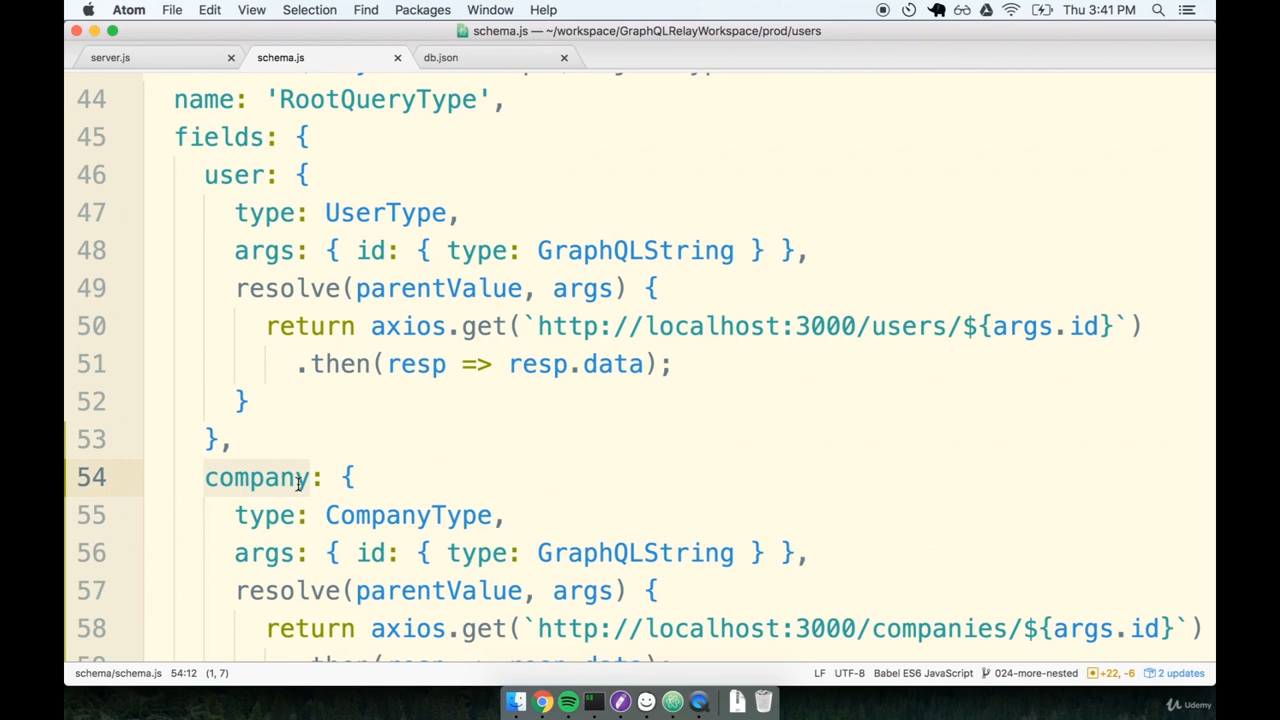 Atom File Edit View Selection Find Packages Window Help Thu 3:41 PM
schema.js — ~/workspace/GraphQLRelayWorkspace/prod/users
server.js schema.js db.json
44 name: 'RootQueryType',
45 fields: {
46 user: {
47 type: UserType,
48 args: { id: { type: GraphQLString } },
49 resolve(parentValue, args) {
50 return axios.get(`http://localhost:3000/users/${args.id}`)
51 .then(resp => resp.data);
52 }
53 },
54 company: {
55 type: CompanyType,
56 args: { id: { type: GraphQLString } },
57 resolve(parentValue, args) {
58 return axios.get(`http://localhost:3000/companies/${args.id}`)
schema/schema.js 54:12 (1, 7) LF UTF-8 Babel ES6 JavaScript 024-more-nested +22, -6 2 updates
Udemy